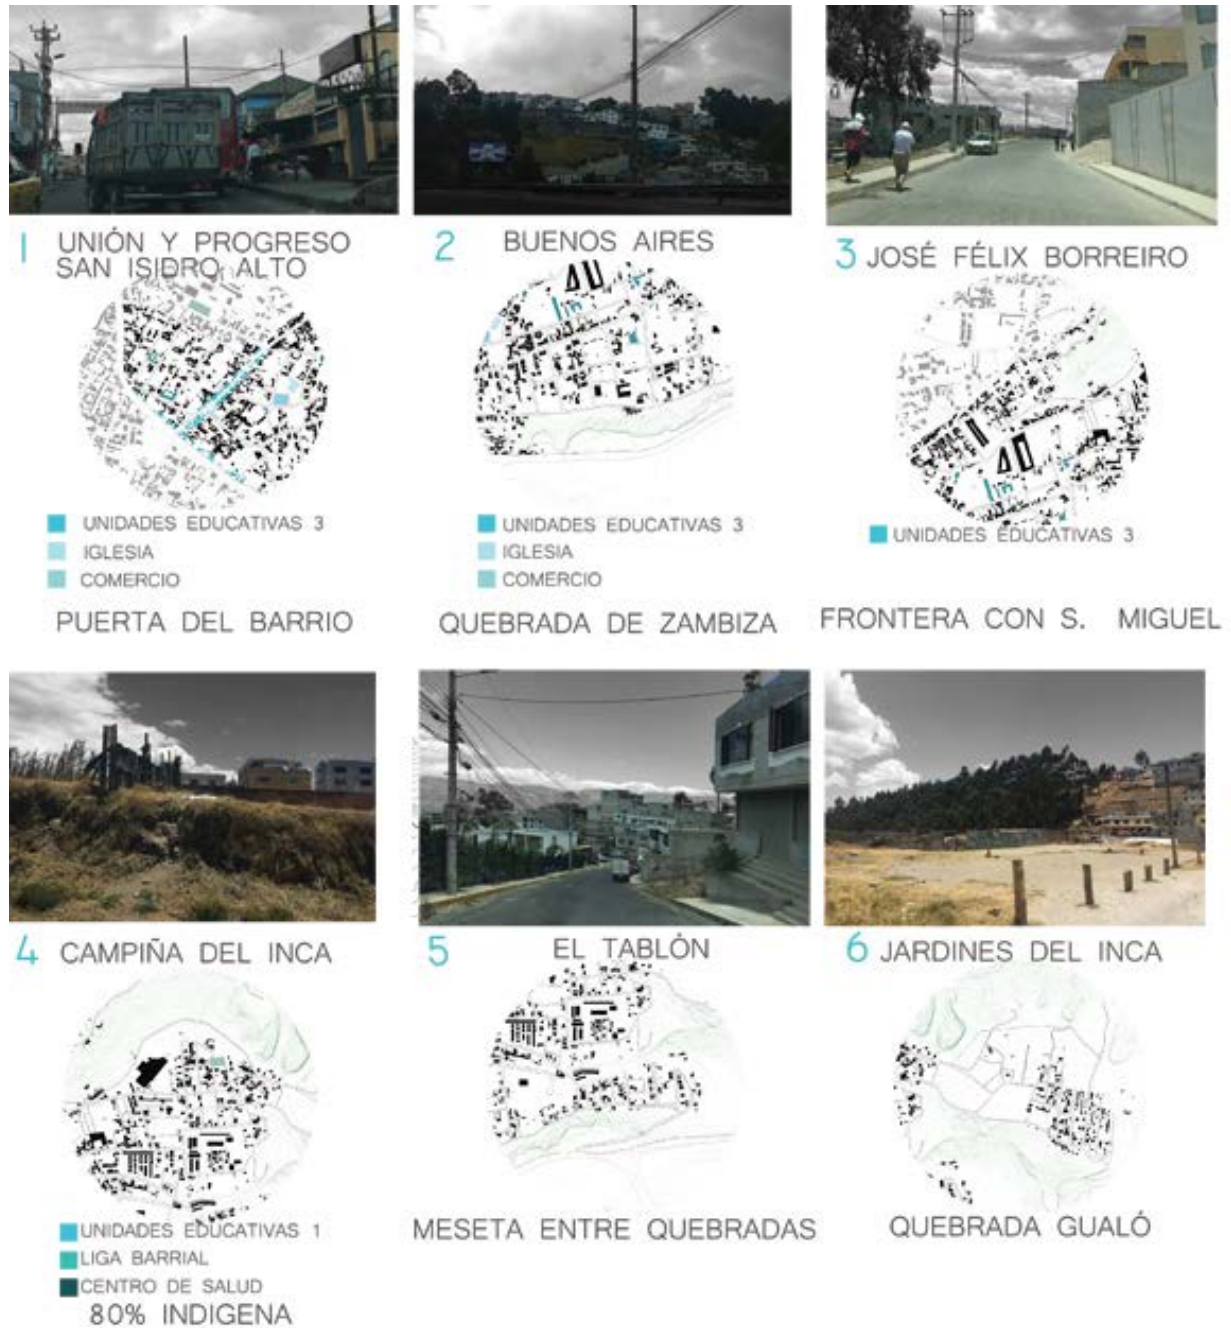 1 UNIÓN Y PROGRESO
SAN ISIDRO ALTO
UNIDADES EDUCATIVAS 3
IGLESIA
COMERCIO
PUERTA DEL BARRIO
2 BUENOS AIRES
UNIDADES EDUCATIVAS 3
IGLESIA
COMERCIO
QUEBRADA DE ZAMBIZA
3 JOSÉ FÉLIX BORREIRO
UNIDADES EDUCATIVAS 3
FRONTERA CON S. MIGUEL
4 CAMPIÑA DEL INCA
UNIDADES EDUCATIVAS 1
LIGA BARRIAL
CENTRO DE SALUD
80% INDIGENA
5 EL TABLÓN
MESETA ENTRE QUEBRADAS
6 JARDINES DEL INCA
QUEBRADA GUALÓ